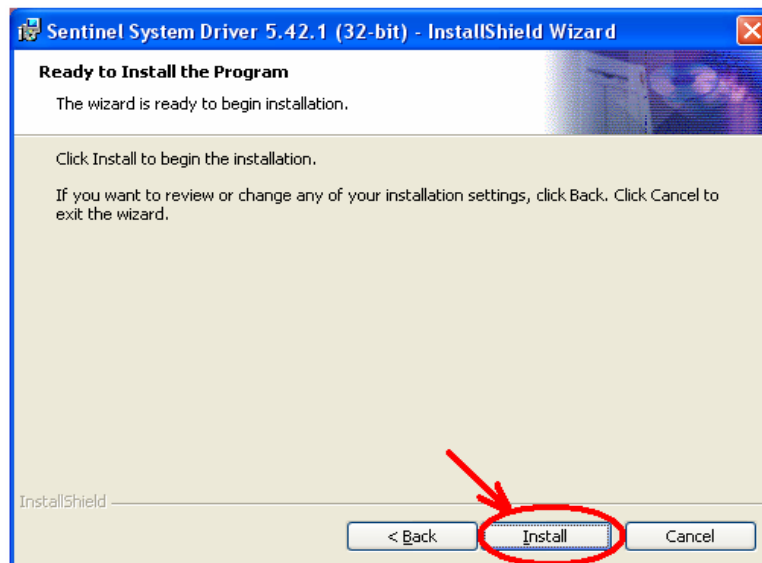 Sentinel System Driver 5.42.1 (32-bit) - InstallShield Wizard
Ready to Install the Program
The wizard is ready to begin installation.
Click Install to begin the installation.
If you want to review or change any of your installation settings, click Back. Click Cancel to
exit the wizard.
InstallShield
< Back
Install
Cancel